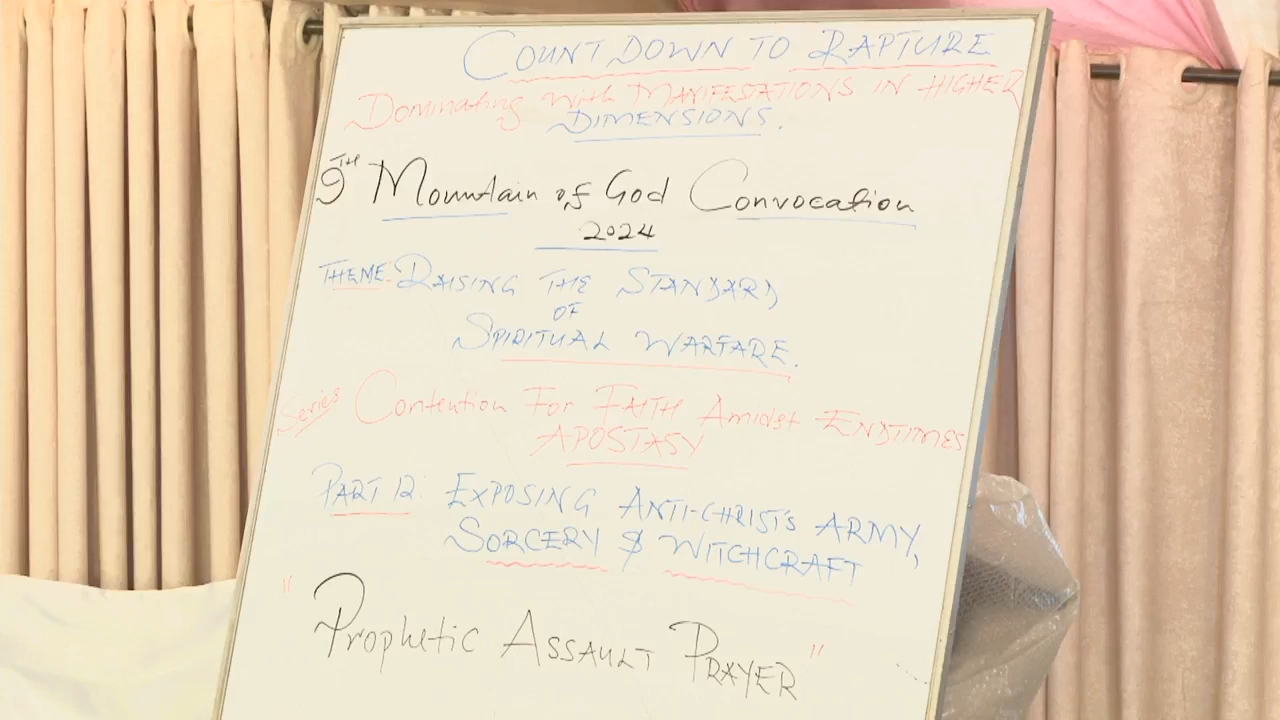 COUNT DOWN TO RAPTURE
Dominating with MANIFESTATIONS IN HIGHER
DIMENSIONS.
9TH Mountain of God Convocation
2024
THEME- RAISING THE STANDARD
OF
SPIRITUAL WARFARE.
Series Contention For FAITH Amidst ENDTIMES
APOSTASY
PART 12: EXPOSING ANTI-CHRIST'S ARMY,
SORCERY & WITCHCRAFT
"Prophetic ASSAULT PRAYER"